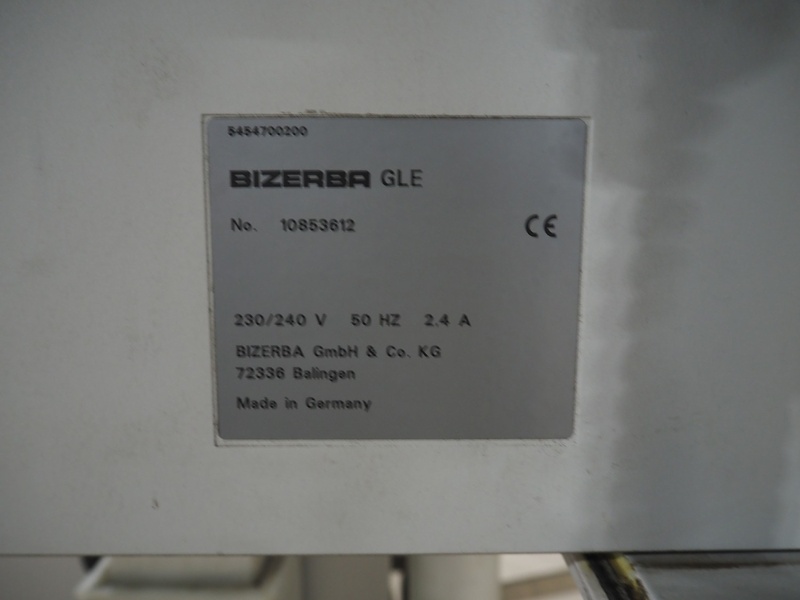 5454700200
BIZERBA GLE
No. 10853612
CE
230/240 V 50 HZ 2.4 A
BIZERBA GmbH & Co. KG
72336 Balingen
Made in Germany